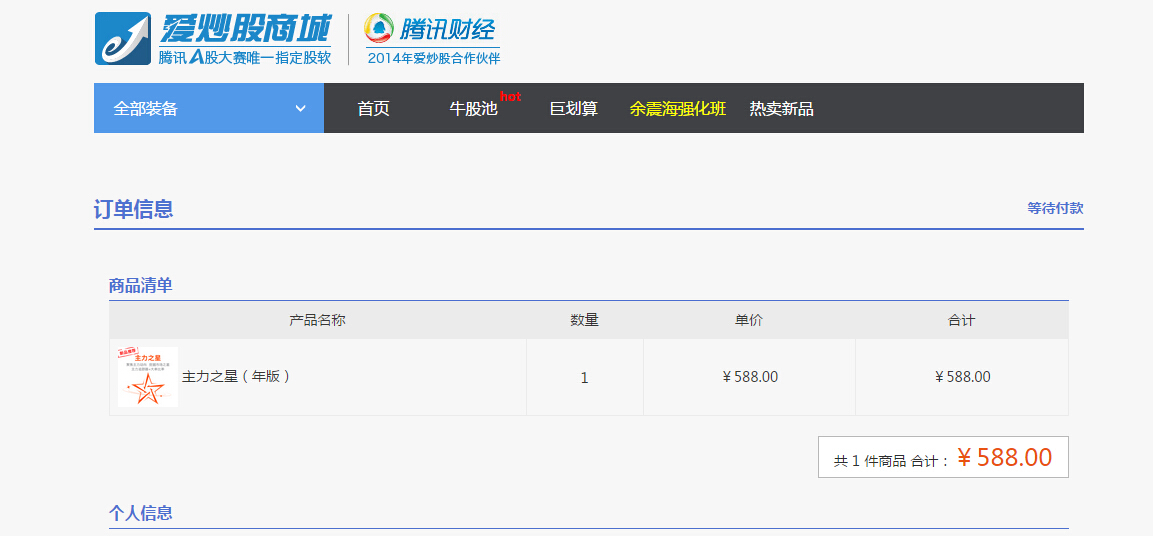 爱炒股商城
腾讯A股大赛唯一指定股软
腾讯财经
2014年爱炒股合作伙伴
全部装备
首页
牛股池
hot
巨划算
余震海强化班
热卖新品
订单信息
等待付款
商品清单
产品名称 数量 单价 合计
主力之星
主力之星（年版） 1 ¥588.00 ¥588.00
共 1 件商品 合计： ¥588.00
个人信息